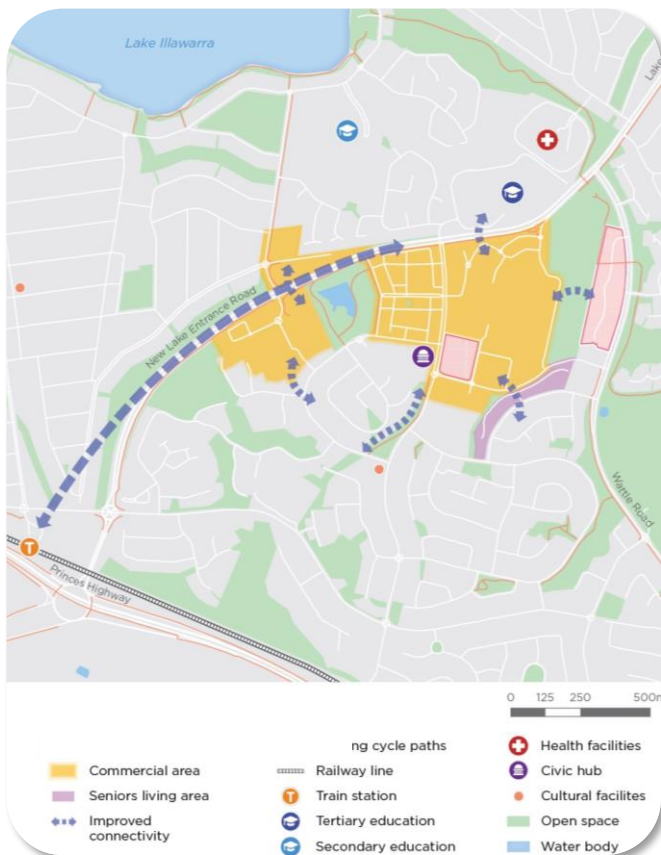 Lake Illawarra
Lake
New Lake Entrance Road
Wattle Road
T
Princes Highway
0 125 250 500m
ng cycle paths
Health facilities
Commercial area
Railway line
Civic hub
Seniors living area
T
Train station
Cultural facilites
Improved
connectivity
Tertiary education
Open space
Secondary education
Water body